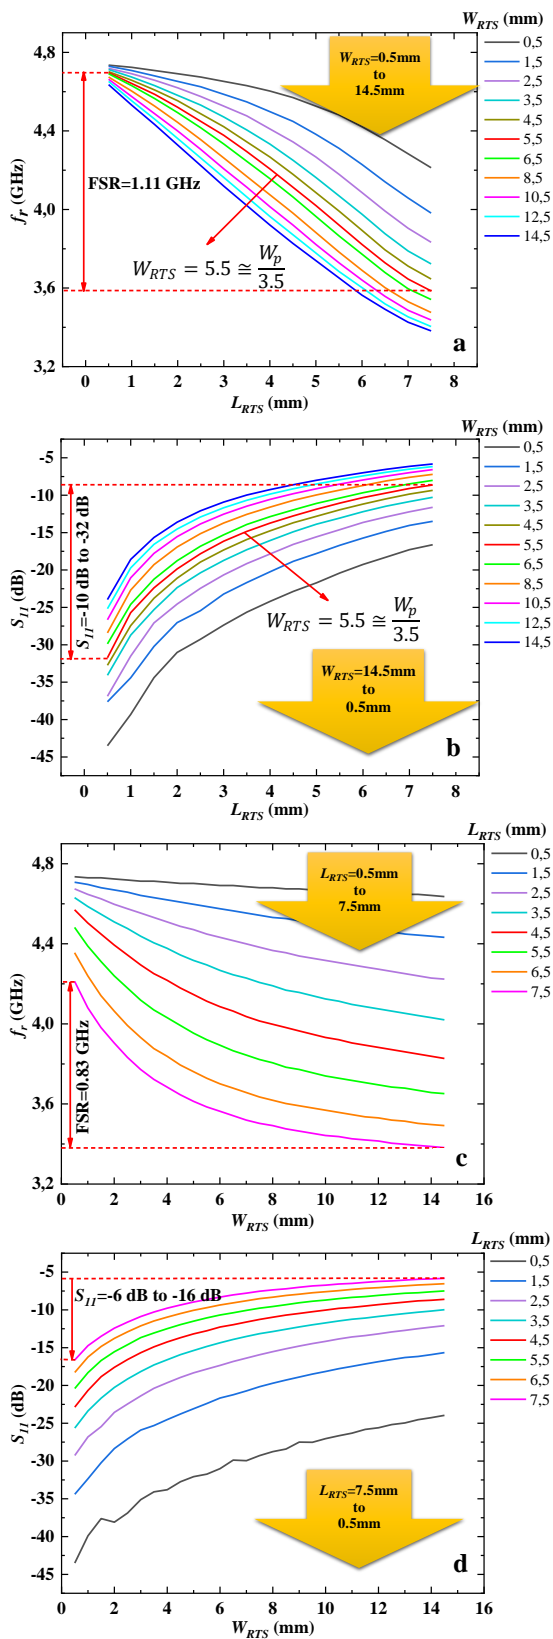 W_RTS (mm)
4,8
4,4
4,0
3,6
3,2
f_r (GHz)
W_RTS=0.5mm
to
14.5mm
FSR=1.11 GHz
W_RTS = 5.5 ≅ W_p/3.5
a
0 1 2 3 4 5 6 7 8
L_RTS (mm)
0,5
1,5
2,5
3,5
4,5
5,5
6,5
8,5
10,5
12,5
14,5
W_RTS (mm)
-5
-10
-15
-20
-25
-30
-35
-40
-45
S_11 (dB)
S_11=-10 dB to -32 dB
W_RTS = 5.5 ≅ W_p/3.5
W_RTS=14.5mm
to
0.5mm
b
0 1 2 3 4 5 6 7 8
L_RTS (mm)
0,5
1,5
2,5
3,5
4,5
5,5
6,5
8,5
10,5
12,5
14,5
L_RTS (mm)
4,8
4,4
4,0
3,6
3,2
f_r (GHz)
L_RTS=0.5mm
to
7.5mm
FSR=0.83 GHz
c
0 2 4 6 8 10 12 14 16
W_RTS (mm)
0,5
1,5
2,5
3,5
4,5
5,5
6,5
7,5
L_RTS (mm)
-5
-10
-15
-20
-25
-30
-35
-40
-45
S_11 (dB)
S_11=-6 dB to -16 dB
L_RTS=7.5mm
to
0.5mm
d
0 2 4 6 8 10 12 14 16
W_RTS (mm)
0,5
1,5
2,5
3,5
4,5
5,5
6,5
7,5